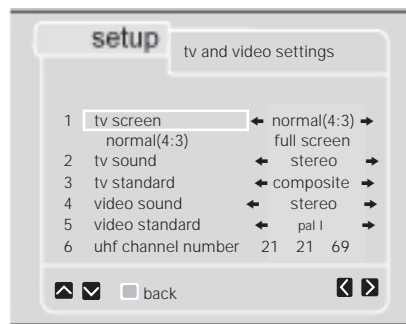 setup
tv and video settings
1 tv screen normal(4:3)
normal(4:3) full screen
2 tv sound stereo
3 tv standard composite
4 video sound stereo
5 video standard pal I
6 uhf channel number 21 21 69
back